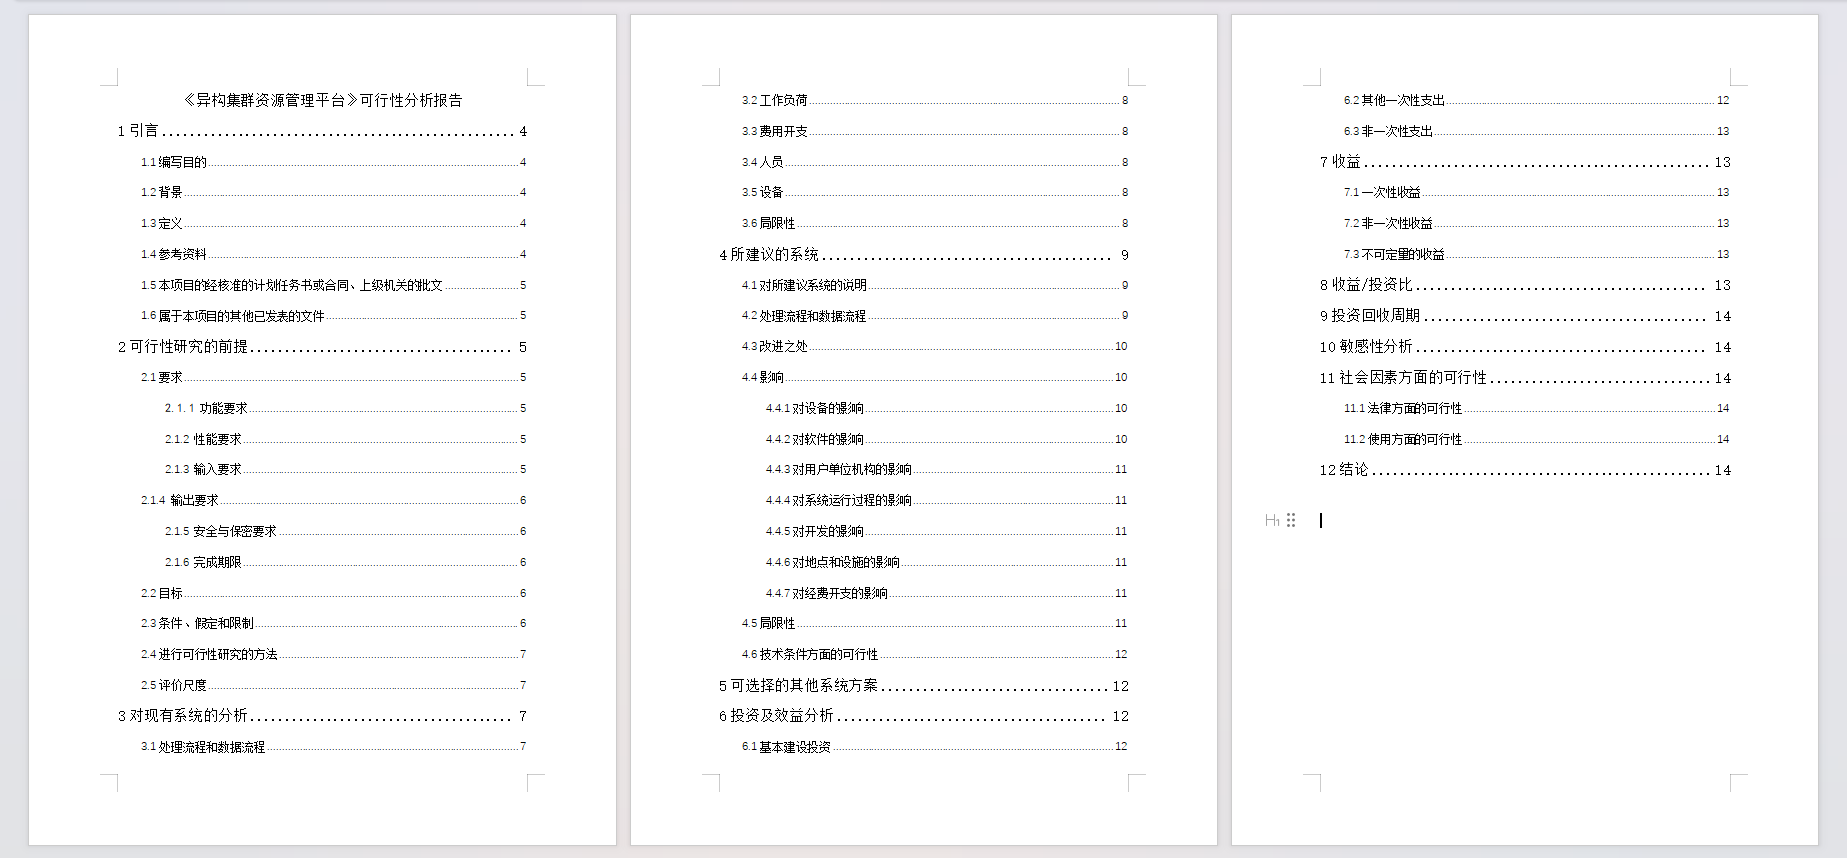 《异构集群资源管理平台》可行性分析报告
1 引言 4
1.1 编写目的 4
1.2 背景 4
1.3 定义 4
1.4 参考资料 4
1.5 本项目的经核准的计划任务书或合同、上级机关的批文 5
1.6 属于本项目的其他已发表的文件 5
2 可行性研究的前提 5
2.1 要求 5
2.1.1 功能要求 5
2.1.2 性能要求 5
2.1.3 输入要求 5
2.1.4 输出要求 6
2.1.5 安全与保密要求 6
2.1.6 完成期限 6
2.2 目标 6
2.3 条件、假定和限制 6
2.4 进行可行性研究的方法 7
2.5 评价尺度 7
3 对现有系统的分析 7
3.1 处理流程和数据流程 7
3.2 工作负荷 8
3.3 费用开支 8
3.4 人员 8
3.5 设备 8
3.6 局限性 8
4 所建议的系统 9
4.1 对所建议系统的说明 9
4.2 处理流程和数据流程 9
4.3 改进之处 10
4.4 影响 10
4.4.1 对设备的影响 10
4.4.2 对软件的影响 10
4.4.3 对用户单位机构的影响 11
4.4.4 对系统运行过程的影响 11
4.4.5 对开发的影响 11
4.4.6 对地点和设施的影响 11
4.4.7 对经费开支的影响 11
4.5 局限性 11
4.6 技术条件方面的可行性 12
5 可选择的其他系统方案 12
6 投资及效益分析 12
6.1 基本建设投资 12
6.2 其他一次性支出 12
6.3 非一次性支出 13
7 收益 13
7.1 一次性收益 13
7.2 非一次性收益 13
7.3 不可定量的收益 13
8 收益/投资比 13
9 投资回收周期 14
10 敏感性分析 14
11 社会因素方面的可行性 14
11.1 法律方面的可行性 14
11.2 使用方面的可行性 14
12 结论 14
H1